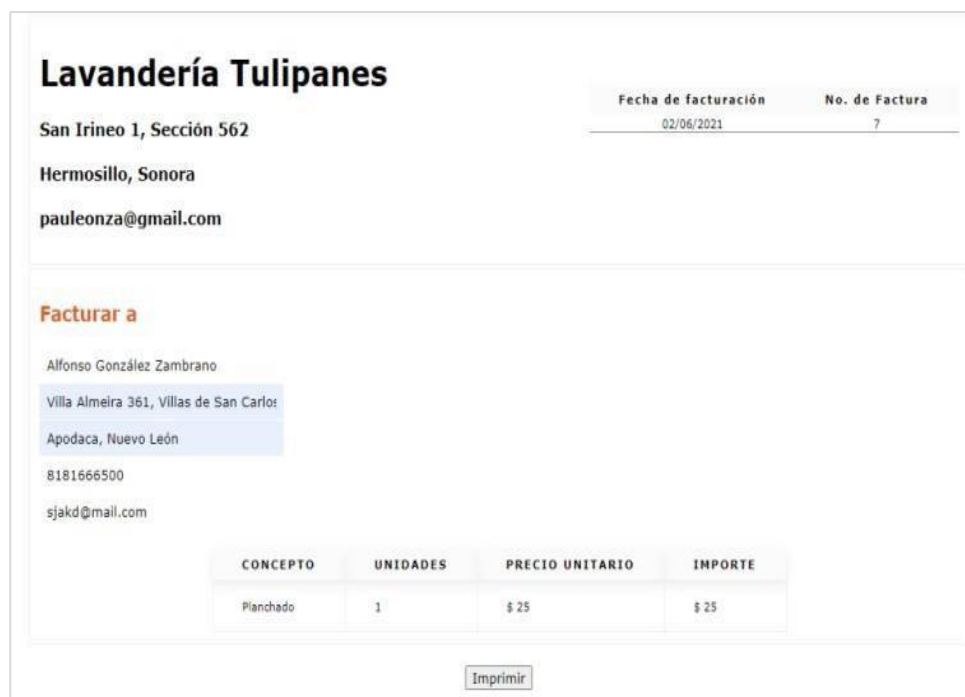 Lavandería Tulipanes
Fecha de facturación No. de Factura
San Irineo 1, Sección 562
02/06/2021 7
Hermosillo, Sonora
pauleonza@gmail.com
Facturar a
Alfonso González Zambrano
Villa Almeira 361, Villas de San Carlos
Apodaca, Nuevo León
8181666500
sjakd@mail.com
CONCEPTO UNIDADES PRECIO UNITARIO IMPORTE
Planchado 1 $ 25 $ 25
Imprimir